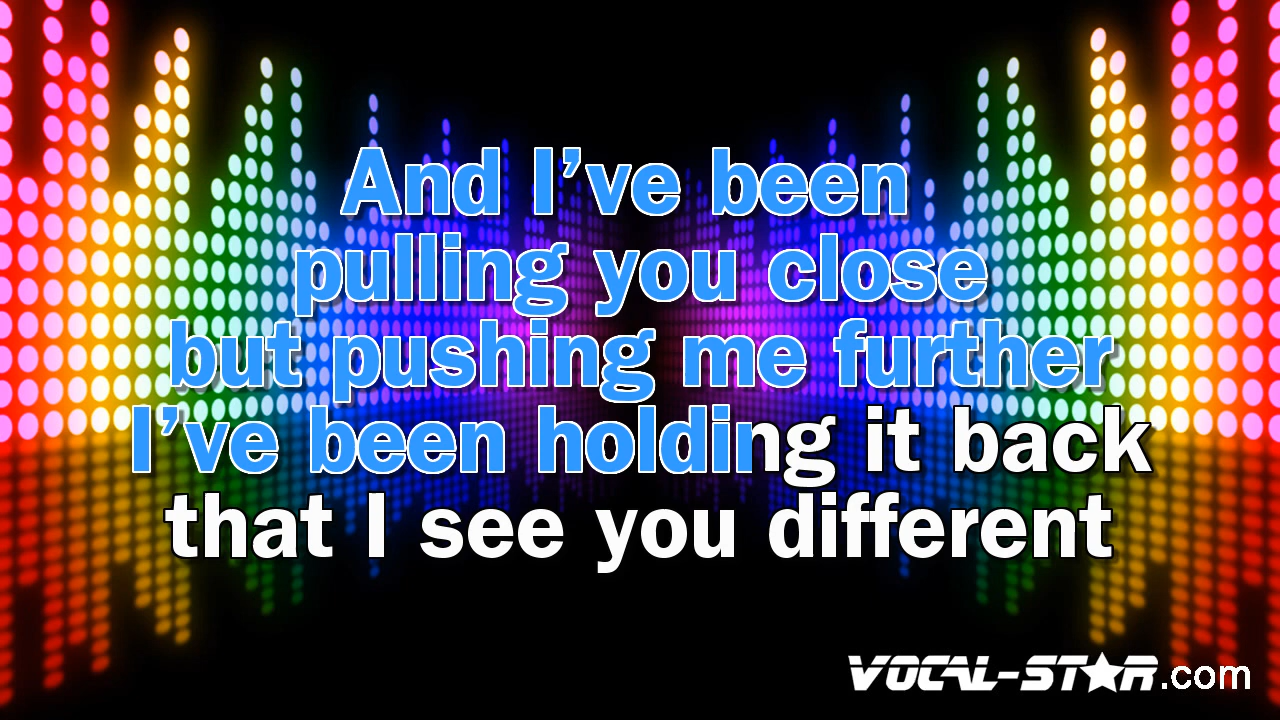 And I’ve been
pulling you close
but pushing me further
I’ve been holding it back
that I see you different
VOCAL-STAR.com